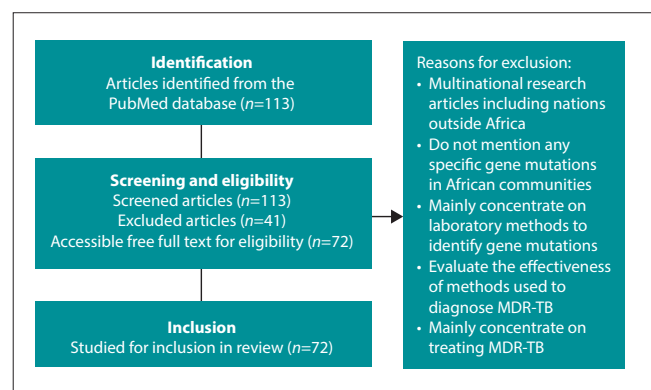 Identification
Articles identified from the
PubMed database (n=113)
Screening and eligibility
Screened articles (n=113)
Excluded articles (n=41)
Accessible free full text for eligibility (n=72)
Inclusion
Studied for inclusion in review (n=72)
Reasons for exclusion:
• Multinational research
articles including nations
outside Africa
• Do not mention any
specific gene mutations
in African communities
• Mainly concentrate on
laboratory methods to
identify gene mutations
• Evaluate the effectiveness
of methods used to
diagnose MDR-TB
• Mainly concentrate on
treating MDR-TB